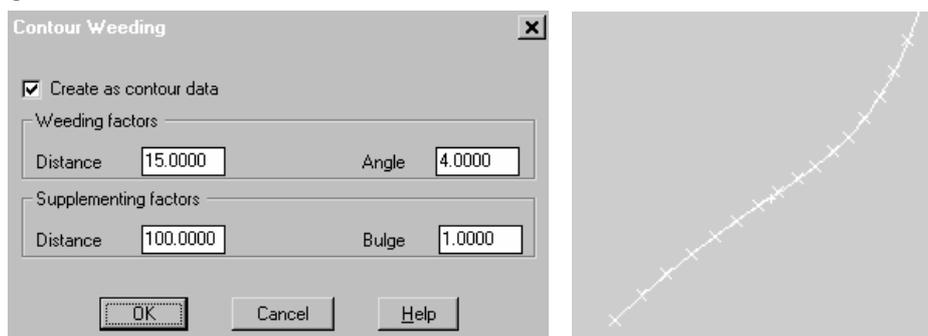 Contour Weeding
Create as contour data
Weeding factors
Distance 15.0000 Angle 4.0000
Supplementing factors
Distance 100.0000 Bulge 1.0000
OK Cancel Help